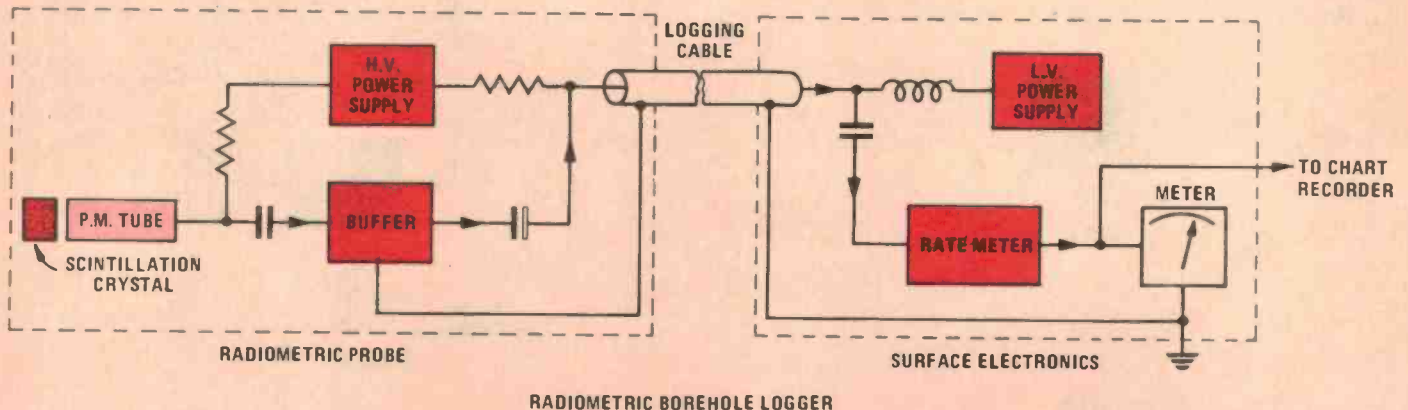 LOGGING
CABLE
H.V.
POWER
SUPPLY
L.V.
POWER
SUPPLY
TO CHART
RECORDER
METER
P.M. TUBE
BUFFER
RATE METER
SCINTILLATION
CRYSTAL
RADIOMETRIC PROBE
SURFACE ELECTRONICS
RADIOMETRIC BOREHOLE LOGGER